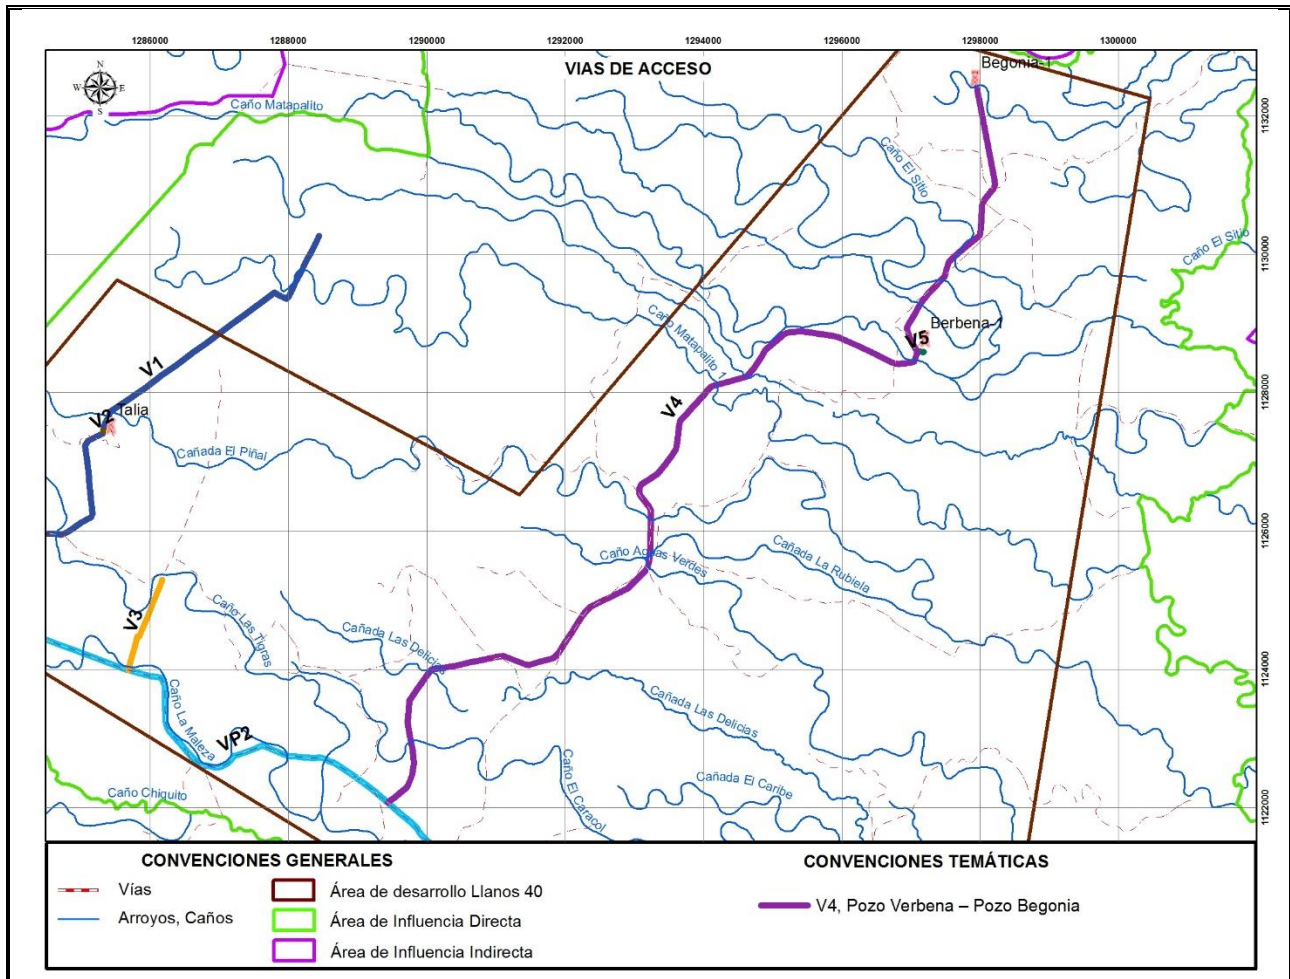 1286000 1288000 1290000 1292000 1294000 1296000 1298000 1300000
VIAS DE ACCESO
N
W E
S
Begonia-1
Caño Matapalito
1132000
Caño El Sitio
Caño El Sitio
1130000
Berbena-1
V5
Caño Matapalito 1
V1
1128000
V4
V2
Talia
Cañada El Piñal
1126000
Caño Aguas Verdes
Cañada La Rubiela
V3
Caño Las Tigras
Cañada Las Delicias
1124000
Cañada Las Delicias
Caño La Maleza
VP2
Caño El Caracol
Cañada El Caribe
Caño Chiquito
1122000
CONVENCIONES GENERALES
Vías
Arroyos, Caños
Área de desarrollo Llanos 40
Área de Influencia Directa
Área de Influencia Indirecta
CONVENCIONES TEMÁTICAS
V4, Pozo Verbena – Pozo Begonia